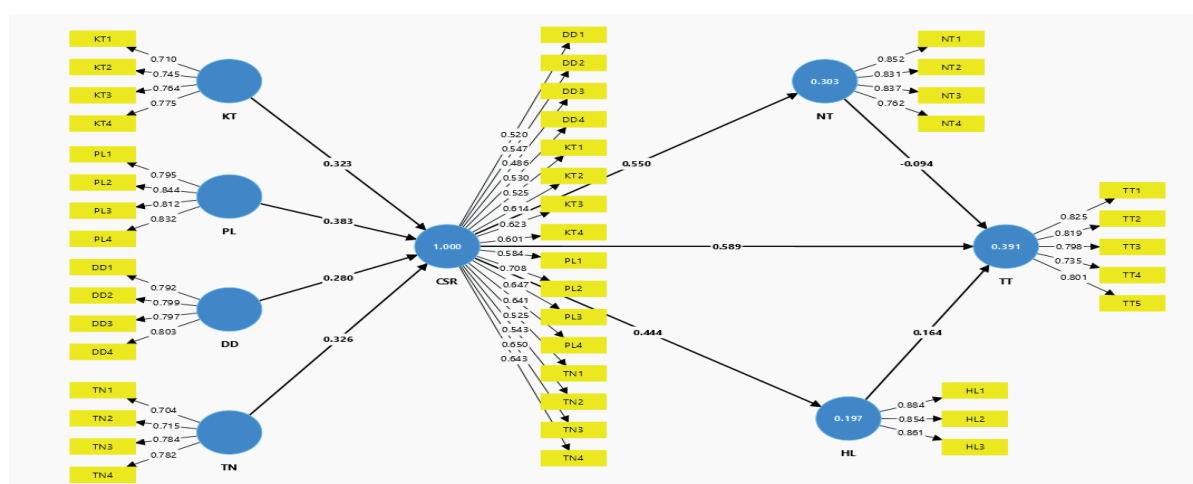 KT1
KT2
KT3
KT4
0.710
0.745
0.764
0.775
KT
PL1
PL2
PL3
PL4
0.795
0.844
0.812
0.832
PL
DD1
DD2
DD3
DD4
0.792
0.799
0.797
0.803
DD
TN1
TN2
TN3
TN4
0.704
0.715
0.784
0.782
TN
0.323
0.383
0.280
0.326
1.000
CSR
0.520
0.547
0.486
0.530
0.525
0.614
0.623
0.601
0.584
0.708
0.647
0.641
0.525
0.543
0.650
0.643
DD1
DD2
DD3
DD4
KT1
KT2
KT3
KT4
PL1
PL2
PL3
PL4
TN1
TN2
TN3
TN4
0.550
0.589
0.444
0.303
NT
0.852
0.831
0.837
0.762
NT1
NT2
NT3
NT4
-0.094
0.391
TT
0.825
0.819
0.798
0.735
0.801
TT1
TT2
TT3
TT4
TT5
0.164
0.197
HL
0.884
0.854
0.861
HL1
HL2
HL3